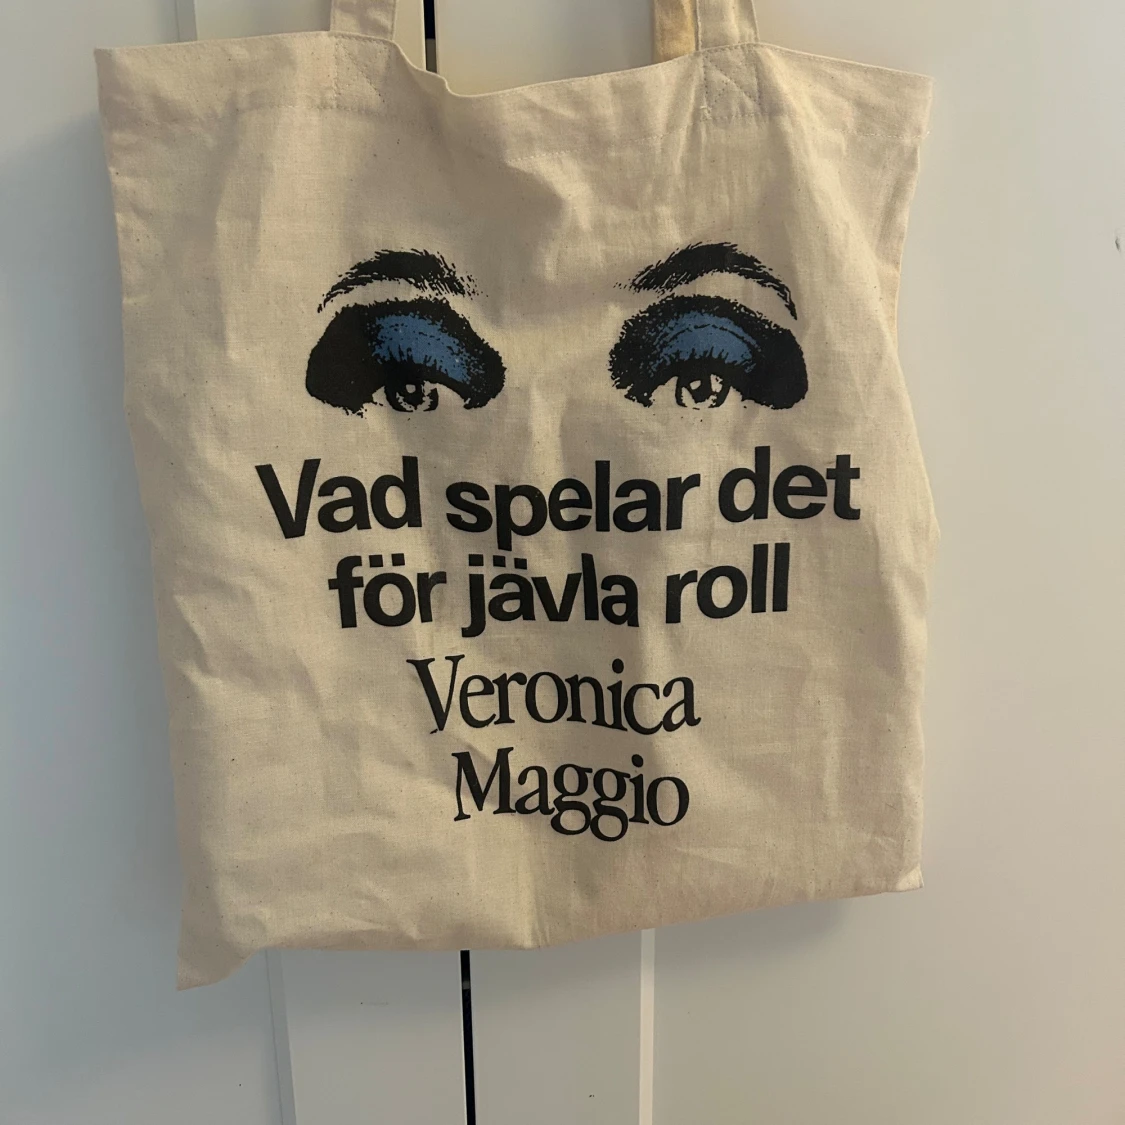 Vad spelar det
för jävla roll
Veronica
Maggio